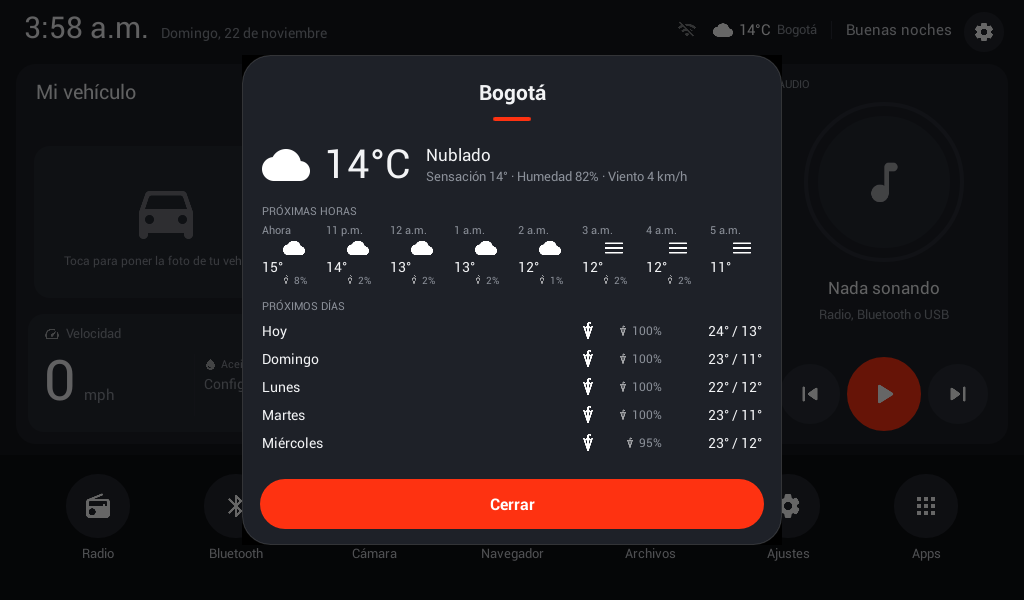 3:58 a.m. Domingo, 22 de noviembre
14°C Bogotá
Buenas noches
Mi vehículo
AUDIO
Bogotá
14°C
Nublado
Sensación 14° · Humedad 82% · Viento 4 km/h
PRÓXIMAS HORAS
Ahora 11 p.m. 12 a.m. 1 a.m. 2 a.m. 3 a.m. 4 a.m. 5 a.m.
15° 14° 13° 13° 12° 12° 12° 11°
8% 2% 2% 2% 1% 2% 2%
PRÓXIMOS DÍAS
Hoy 100% 24° / 13°
Domingo 100% 23° / 11°
Lunes 100% 22° / 12°
Martes 100% 23° / 11°
Miércoles 95% 23° / 12°
Cerrar
Toca para poner la foto de tu veh
Velocidad
0 mph
Acei
Config
Nada sonando
Radio, Bluetooth o USB
Radio
Bluetooth
Cámara
Navegador
Archivos
Ajustes
Apps